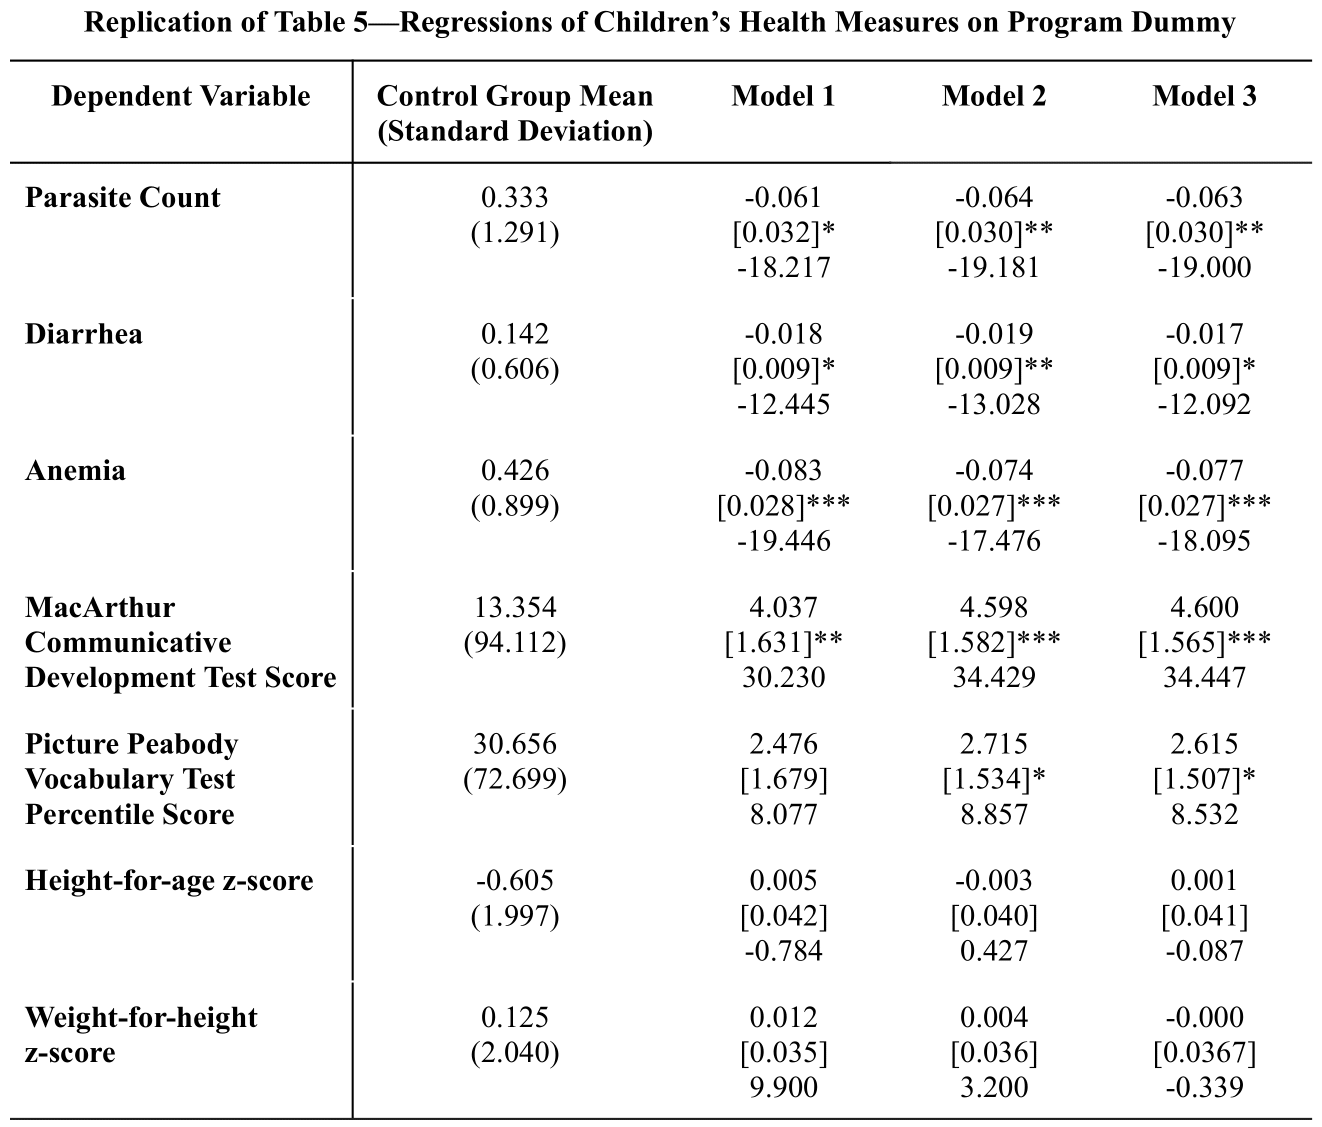 Replication of Table 5—Regressions of Children’s Health Measures on Program Dummy
Dependent Variable Control Group Mean Model 1 Model 2 Model 3
(Standard Deviation)
Parasite Count 0.333 -0.061 -0.064 -0.063
(1.291) [0.032]* [0.030]** [0.030]**
-18.217 -19.181 -19.000
Diarrhea 0.142 -0.018 -0.019 -0.017
(0.606) [0.009]* [0.009]** [0.009]*
-12.445 -13.028 -12.092
Anemia 0.426 -0.083 -0.074 -0.077
(0.899) [0.028]*** [0.027]*** [0.027]***
-19.446 -17.476 -18.095
MacArthur 13.354 4.037 4.598 4.600
Communicative (94.112) [1.631]** [1.582]*** [1.565]***
Development Test Score 30.230 34.429 34.447
Picture Peabody 30.656 2.476 2.715 2.615
Vocabulary Test (72.699) [1.679] [1.534]* [1.507]*
Percentile Score 8.077 8.857 8.532
Height-for-age z-score -0.605 0.005 -0.003 0.001
(1.997) [0.042] [0.040] [0.041]
-0.784 0.427 -0.087
Weight-for-height 0.125 0.012 0.004 -0.000
z-score (2.040) [0.035] [0.036] [0.0367]
9.900 3.200 -0.339